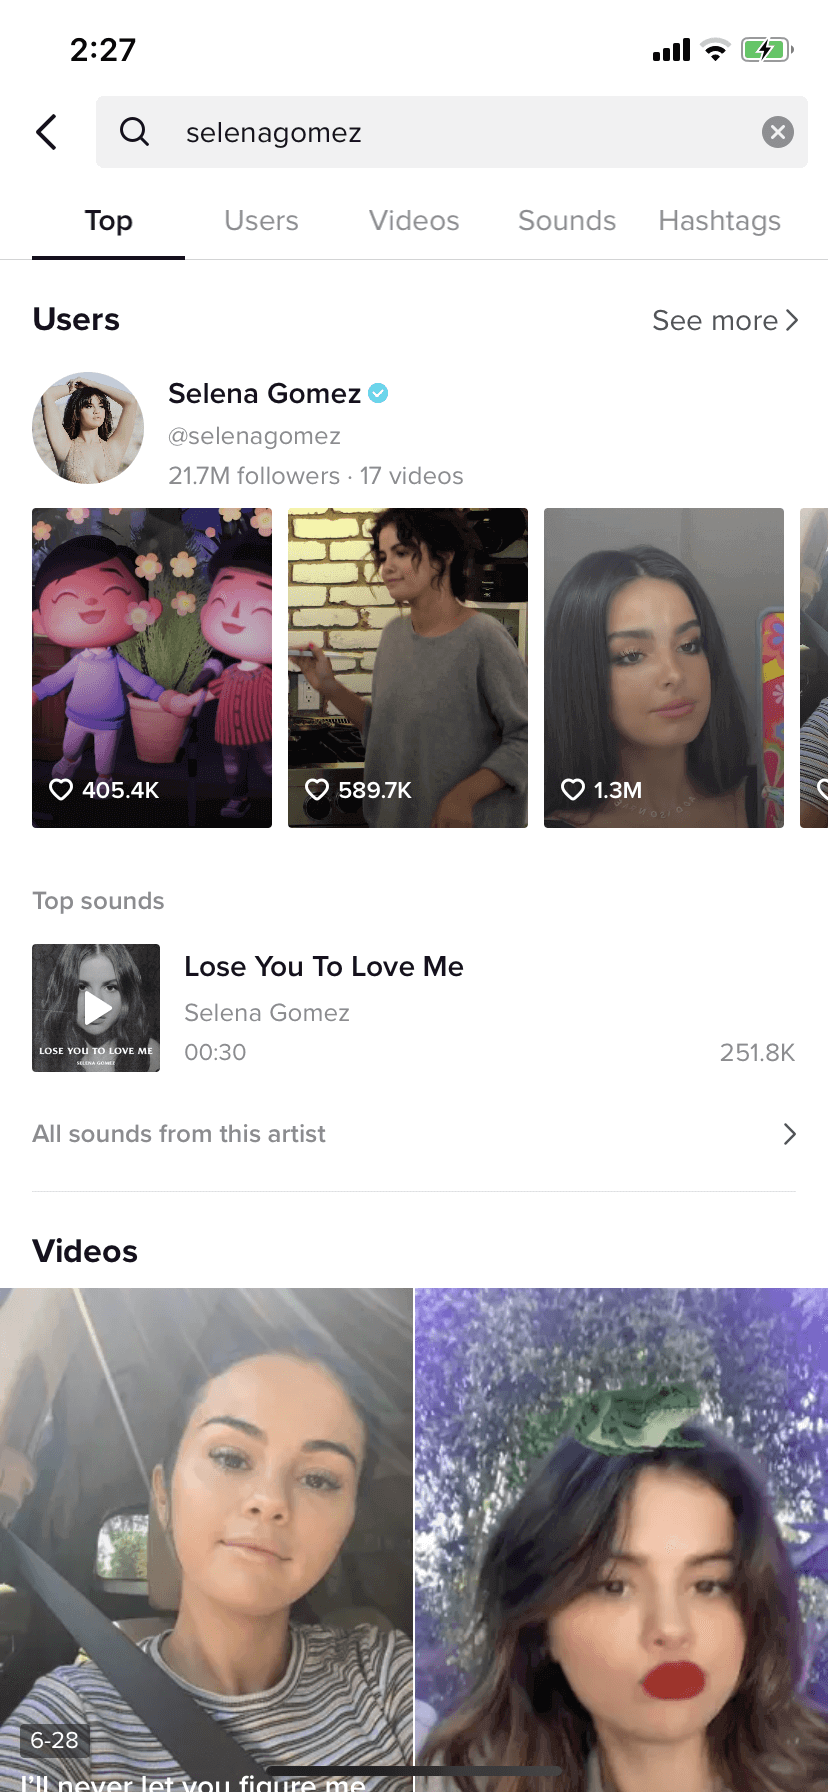 2:27
selenagomez
Top Users Videos Sounds Hashtags
Users See more
Selena Gomez
@selenagomez
21.7M followers · 17 videos
405.4K 589.7K 1.3M
Top sounds
Lose You To Love Me
Selena Gomez
00:30 251.8K
LOSE YOU TO LOVE ME
SELENA GOMEZ
All sounds from this artist
Videos
6-28
I'll never let you figure me